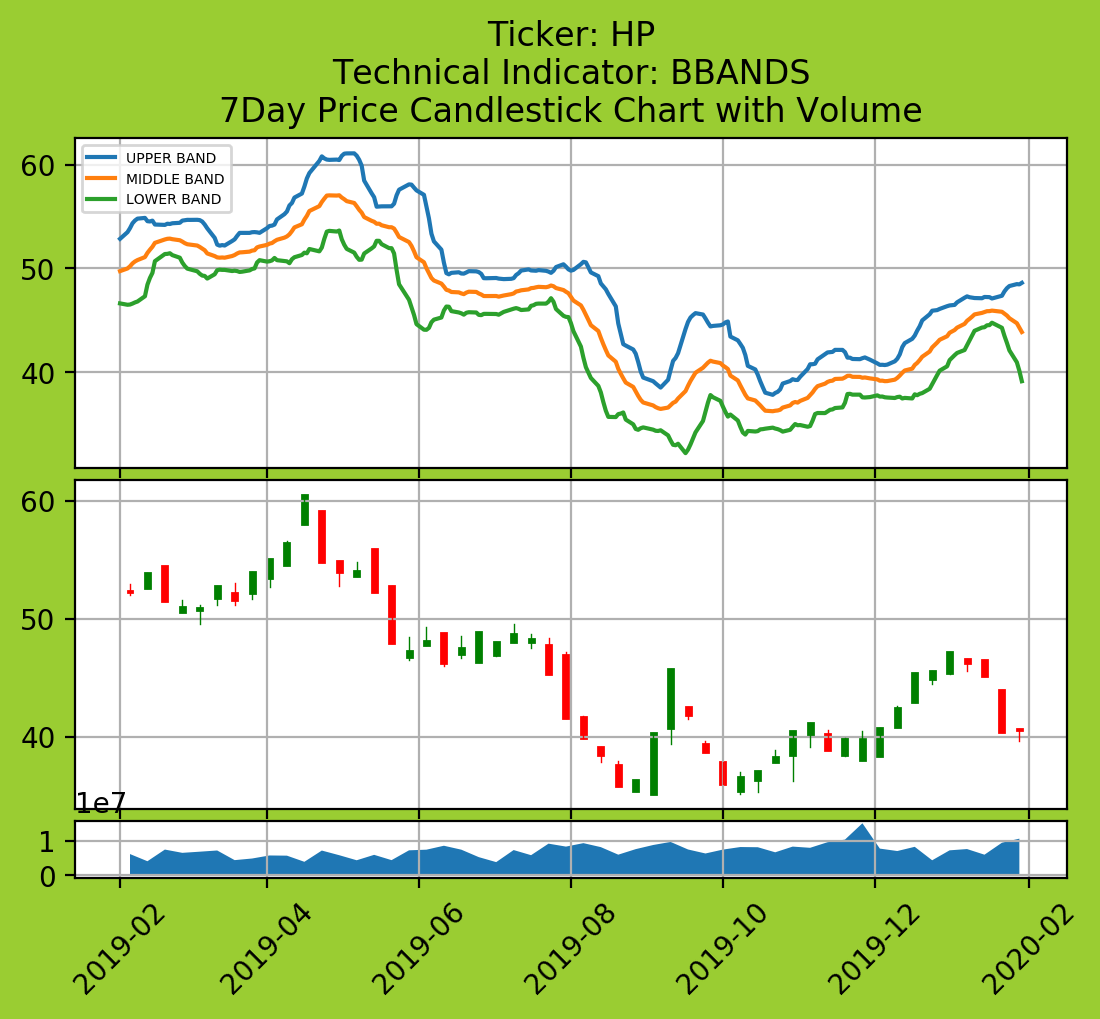 Ticker: HP
Technical Indicator: BBANDS
7Day Price Candlestick Chart with Volume
60
50
40
UPPER BAND
MIDDLE BAND
LOWER BAND
60
50
40
1e7
1
0
2019-02
2019-04
2019-06
2019-08
2019-10
2019-12
2020-02